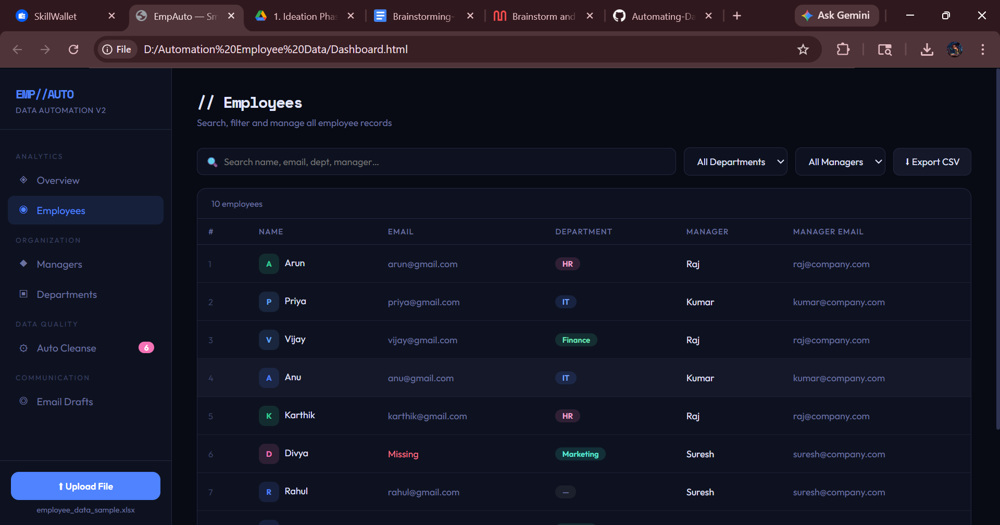 SkillWallet
EmpAuto — Sm
1. Ideation Phas
Brainstorming-
Brainstorm and
Automating-Da
Ask Gemini
File
D:/Automation%20Employee%20Data/Dashboard.html
EMP//AUTO
DATA AUTOMATION V2
ANALYTICS
Overview
Employees
ORGANIZATION
Managers
Departments
DATA QUALITY
Auto Cleanse
6
COMMUNICATION
Email Drafts
⬆ Upload File
employee_data_sample.xlsx
// Employees
Search, filter and manage all employee records
Search name, email, dept, manager...
All Departments
All Managers
⬇ Export CSV
10 employees
# NAME EMAIL DEPARTMENT MANAGER MANAGER EMAIL
1 A Arun arun@gmail.com HR Raj raj@company.com
2 P Priya priya@gmail.com IT Kumar kumar@company.com
3 V Vijay vijay@gmail.com Finance Raj raj@company.com
4 A Anu anu@gmail.com IT Kumar kumar@company.com
5 K Karthik karthik@gmail.com HR Raj raj@company.com
6 D Divya Missing Marketing Suresh suresh@company.com
7 R Rahul rahul@gmail.com — Suresh suresh@company.com